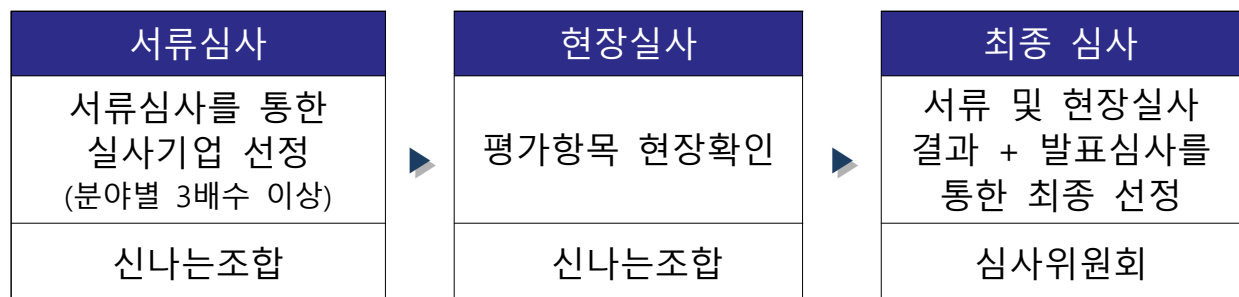 서류심사
서류심사를 통한
실사기업 선정
(분야별 3배수 이상)
신나는조합
현장실사
평가항목 현장확인
신나는조합
최종 심사
서류 및 현장실사
결과 + 발표심사를
통한 최종 선정
심사위원회